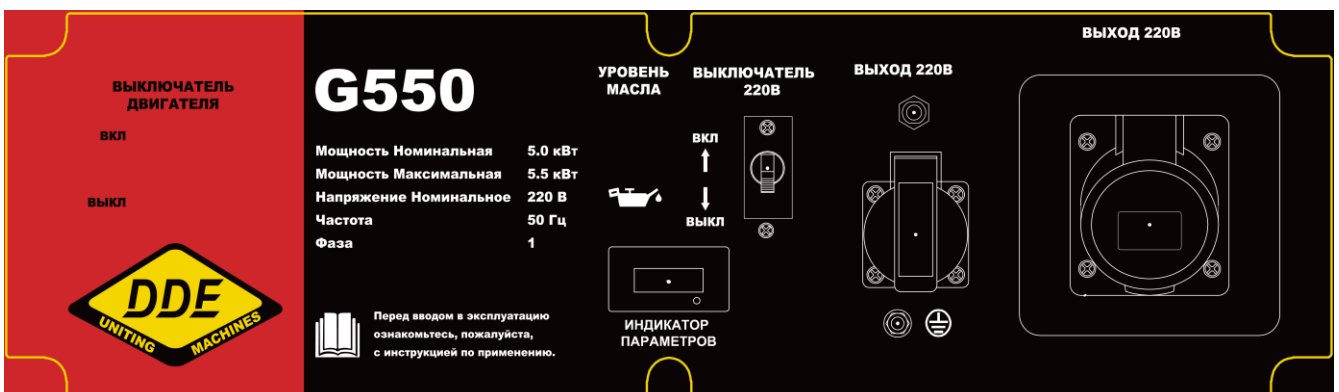 ВЫКЛЮЧАТЕЛЬ
ДВИГАТЕЛЯ
ВКЛ
ВЫКЛ
DDE
UNITING MACHINES
G550
Мощность Номинальная 5.0 кВт
Мощность Максимальная 5.5 кВт
Напряжение Номинальное 220 В
Частота 50 Гц
Фаза 1
Перед вводом в эксплуатацию
ознакомьтесь, пожалуйста,
с инструкцией по применению.
УРОВЕНЬ
МАСЛА
ИНДИКАТОР
ПАРАМЕТРОВ
ВЫКЛЮЧАТЕЛЬ
220В
ВКЛ
ВЫКЛ
ВЫХОД 220В
ВЫХОД 220В